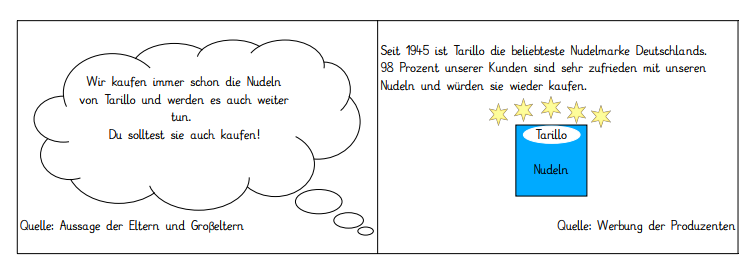 Wir kaufen immer schon die Nudeln
von Tarillo und werden es auch weiter
tun.
Du solltest sie auch kaufen!
Quelle: Aussage der Eltern und Großeltern
Seit 1945 ist Tarillo die beliebteste Nudelmarke Deutschlands.
98 Prozent unserer Kunden sind sehr zufrieden mit unseren
Nudeln und würden sie wieder kaufen.
Tarillo
Nudeln
Quelle: Werbung der Produzenten